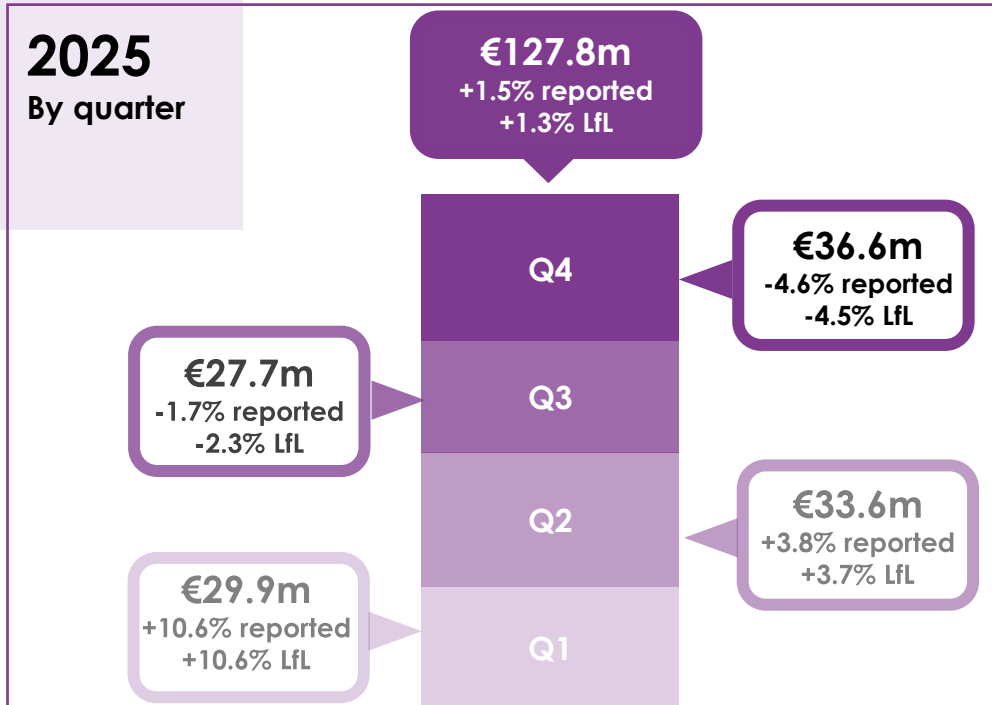 2025
By quarter
€127.8m
+1.5% reported
+1.3% LfL
Q4
€36.6m
-4.6% reported
-4.5% LfL
€27.7m
-1.7% reported
-2.3% LfL
Q3
Q2
€33.6m
+3.8% reported
+3.7% LfL
€29.9m
+10.6% reported
+10.6% LfL
Q1